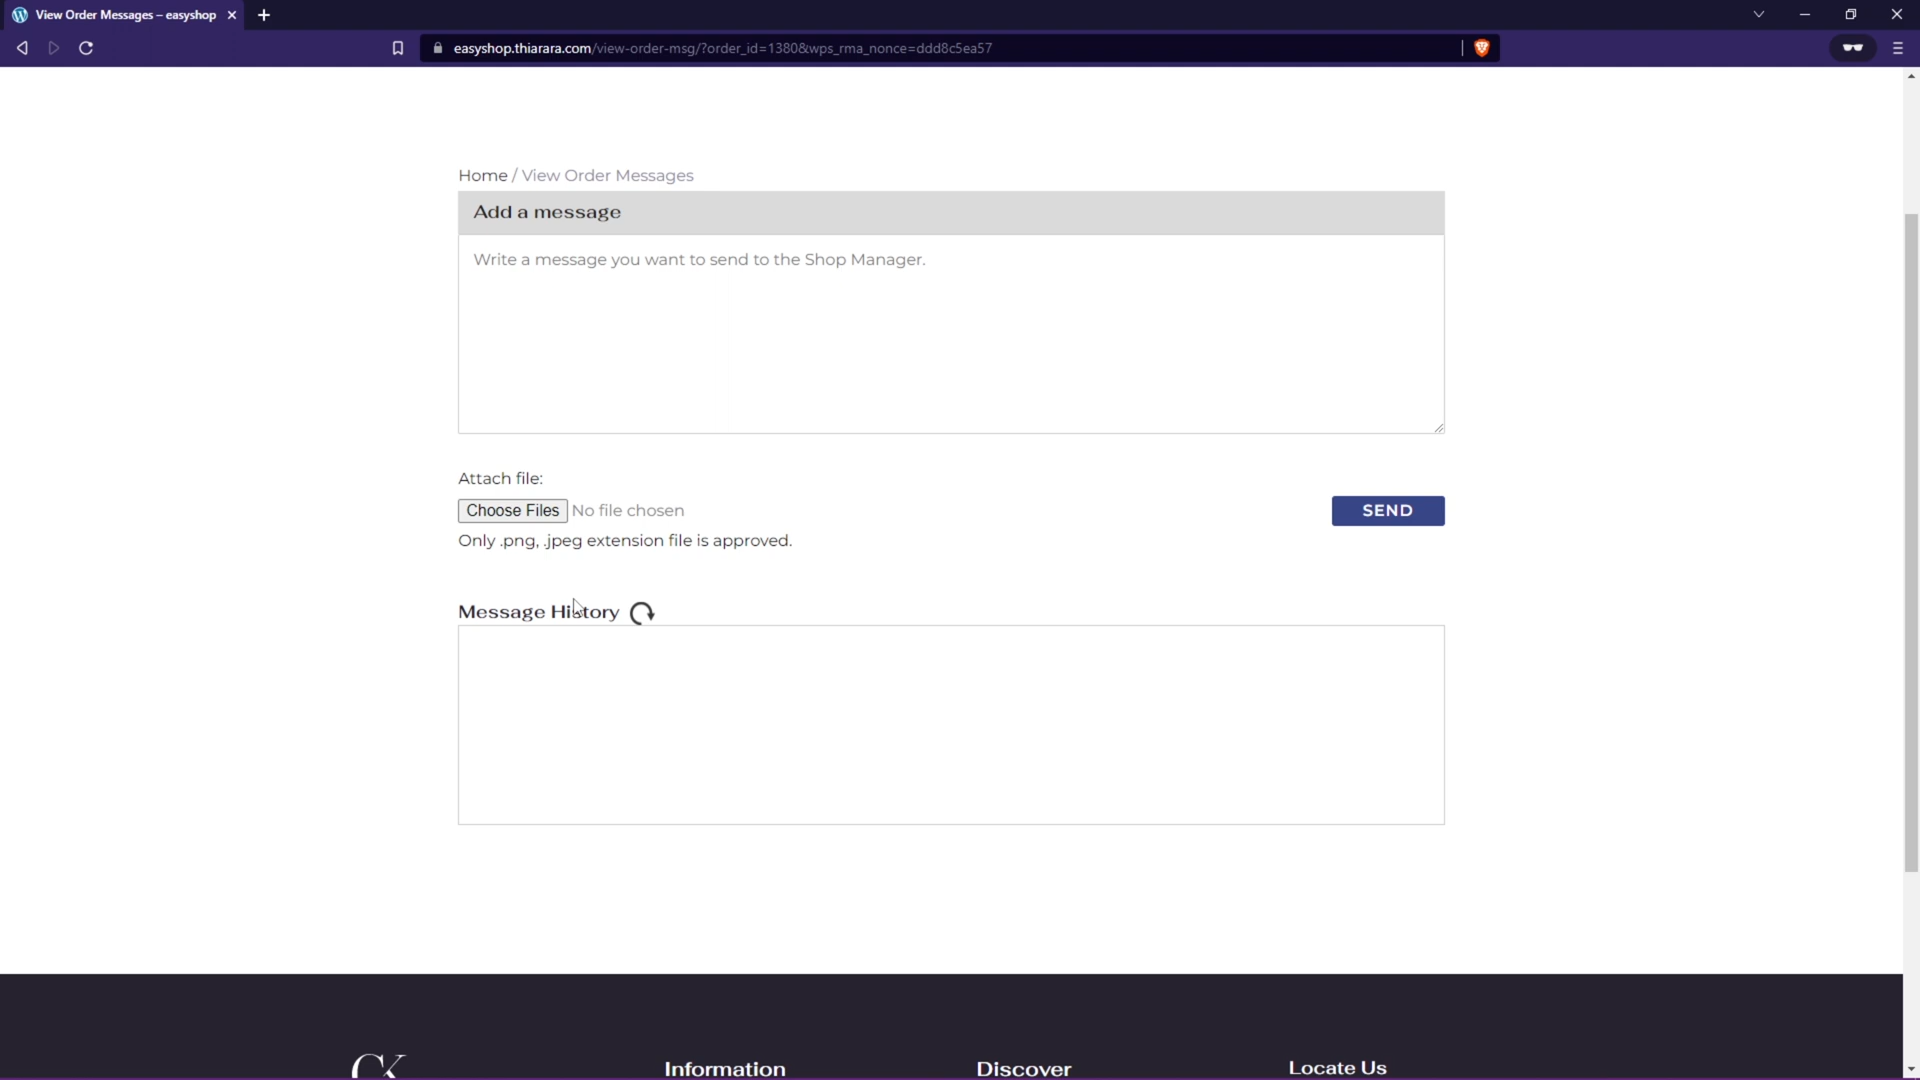 View Order Messages – easyshop
easyshop.thiarara.com/view-order-msg/?order_id=1380&wps_rma_nonce=ddd8c5ea57
Home / View Order Messages
Add a message
Write a message you want to send to the Shop Manager.
Attach file:
Choose Files No file chosen
SEND
Only .png, .jpeg extension file is approved.
Message History
CK
Information
Discover
Locate Us